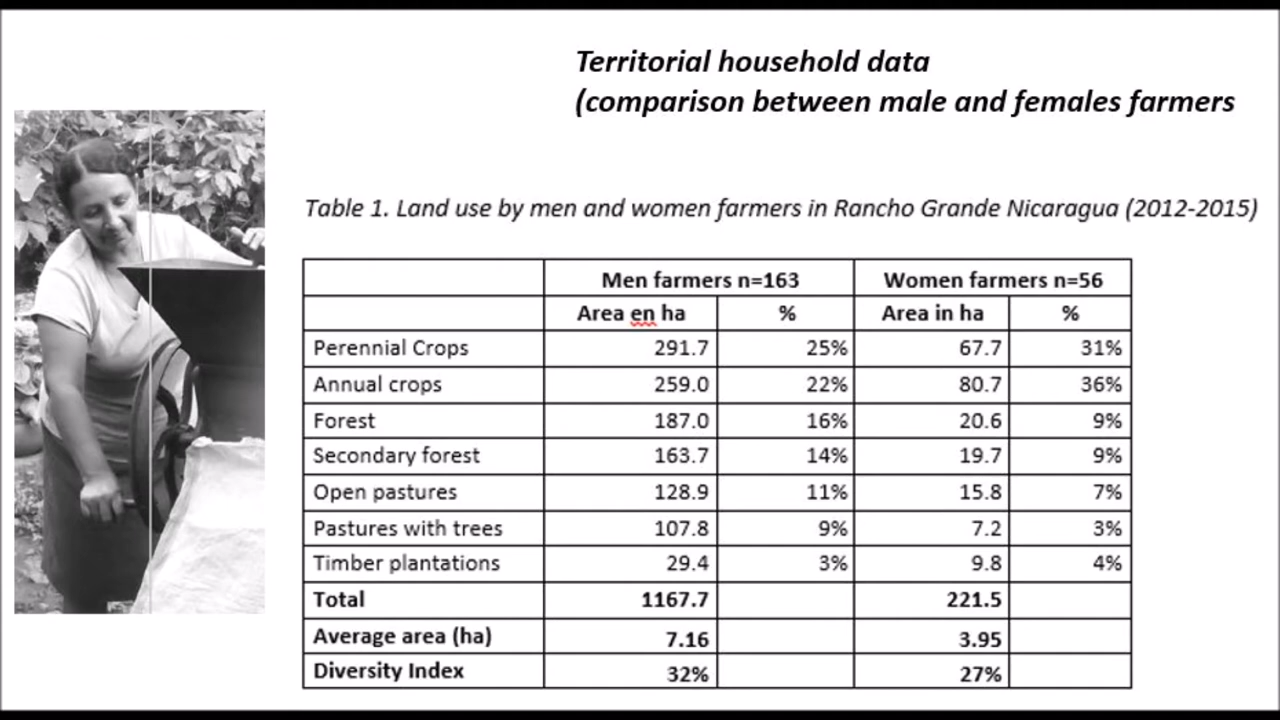 Territorial household data
(comparison between male and females farmers
Table 1. Land use by men and women farmers in Rancho Grande Nicaragua (2012-2015)
Men farmers n=163 Women farmers n=56
Area en ha % Area in ha %
Perennial Crops 291.7 25% 67.7 31%
Annual crops 259.0 22% 80.7 36%
Forest 187.0 16% 20.6 9%
Secondary forest 163.7 14% 19.7 9%
Open pastures 128.9 11% 15.8 7%
Pastures with trees 107.8 9% 7.2 3%
Timber plantations 29.4 3% 9.8 4%
Total 1167.7 221.5
Average area (ha) 7.16 3.95
Diversity Index 32% 27%